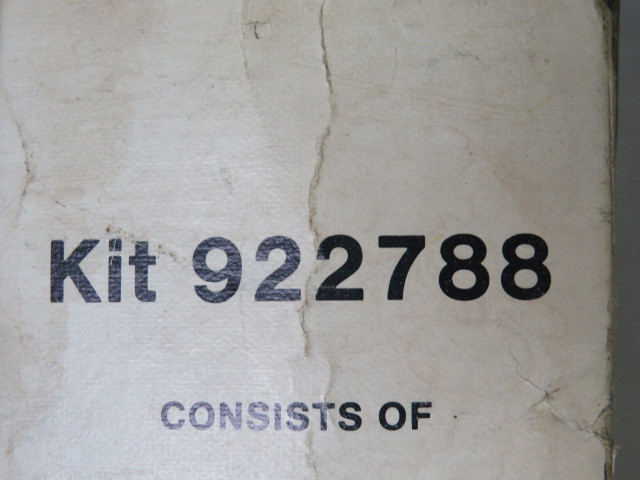 Kit 922788
CONSISTS OF